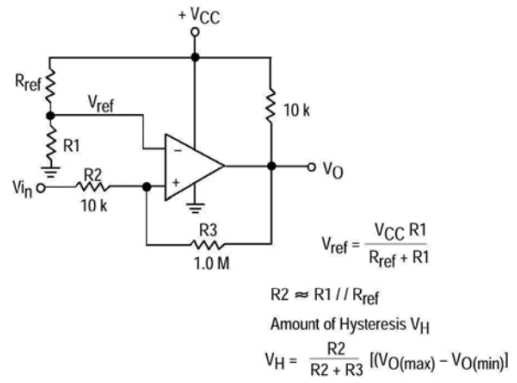 + VCC
Rref
Vref
10 k
R1
VO
Vin
R2
10 k
R3
1.0 M
Vref = VCC R1 / Rref + R1
R2 ≈ R1 // Rref
Amount of Hysteresis VH
VH = R2 / R2 + R3 [(VO(max) – VO(min)]